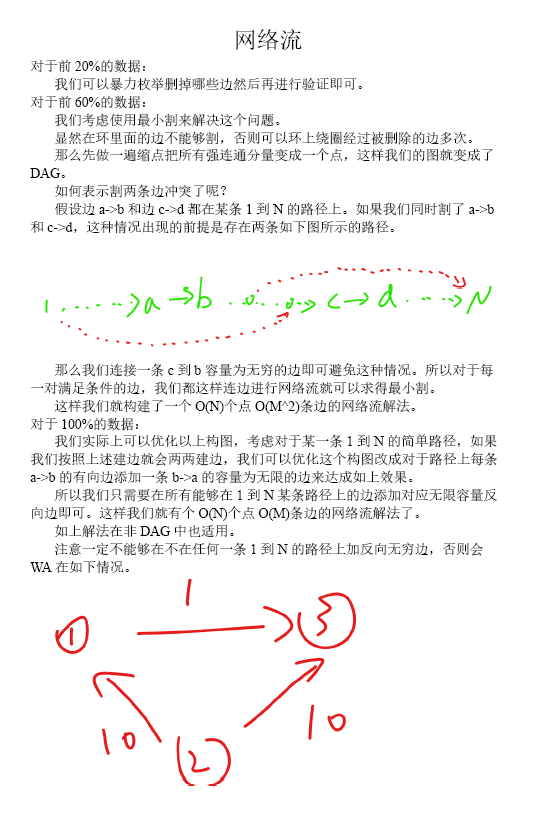 网络流
对于前 20%的数据：
我们可以暴力枚举删掉哪些边然后再进行验证即可。
对于前 60%的数据：
我们考虑使用最小割来解决这个问题。
显然在环里面的边不能够割，否则可以环上绕圈经过被删除的边多次。
那么先做一遍缩点把所有强连通分量变成一个点，这样我们的图就变成了
DAG。
如何表示割两条边冲突了呢？
假设边 a->b 和边 c->d 都在某条 1 到 N 的路径上。如果我们同时割了 a->b
和 c->d，这种情况出现的前提是存在两条如下图所示的路径。
1 ......> a -> b ......> c -> d ....> N
那么我们连接一条 c 到 b 容量为无穷的边即可避免这种情况。所以对于每
一对满足条件的边，我们都这样连边进行网络流就可以求得最小割。
这样我们就构建了一个 O(N)个点 O(M^2)条边的网络流解法。
对于 100%的数据：
我们实际上可以优化以上构图，考虑对于某一条 1 到 N 的简单路径，如果
我们按照上述建边就会两两建边，我们可以优化这个构图改成对于路径上每条
a->b 的有向边添加一条 b->a 的容量为无限的边来达成如上效果。
所以我们只需要在所有能够在 1 到 N 某条路径上的边添加对应无限容量反
向边即可。这样我们就有个 O(N)个点 O(M)条边的网络流解法了。
如上解法在非 DAG 中也适用。
注意一定不能够在不在任何一条 1 到 N 的路径上加反向无穷边，否则会
WA 在如下情况。
1
1 3
10 10
2